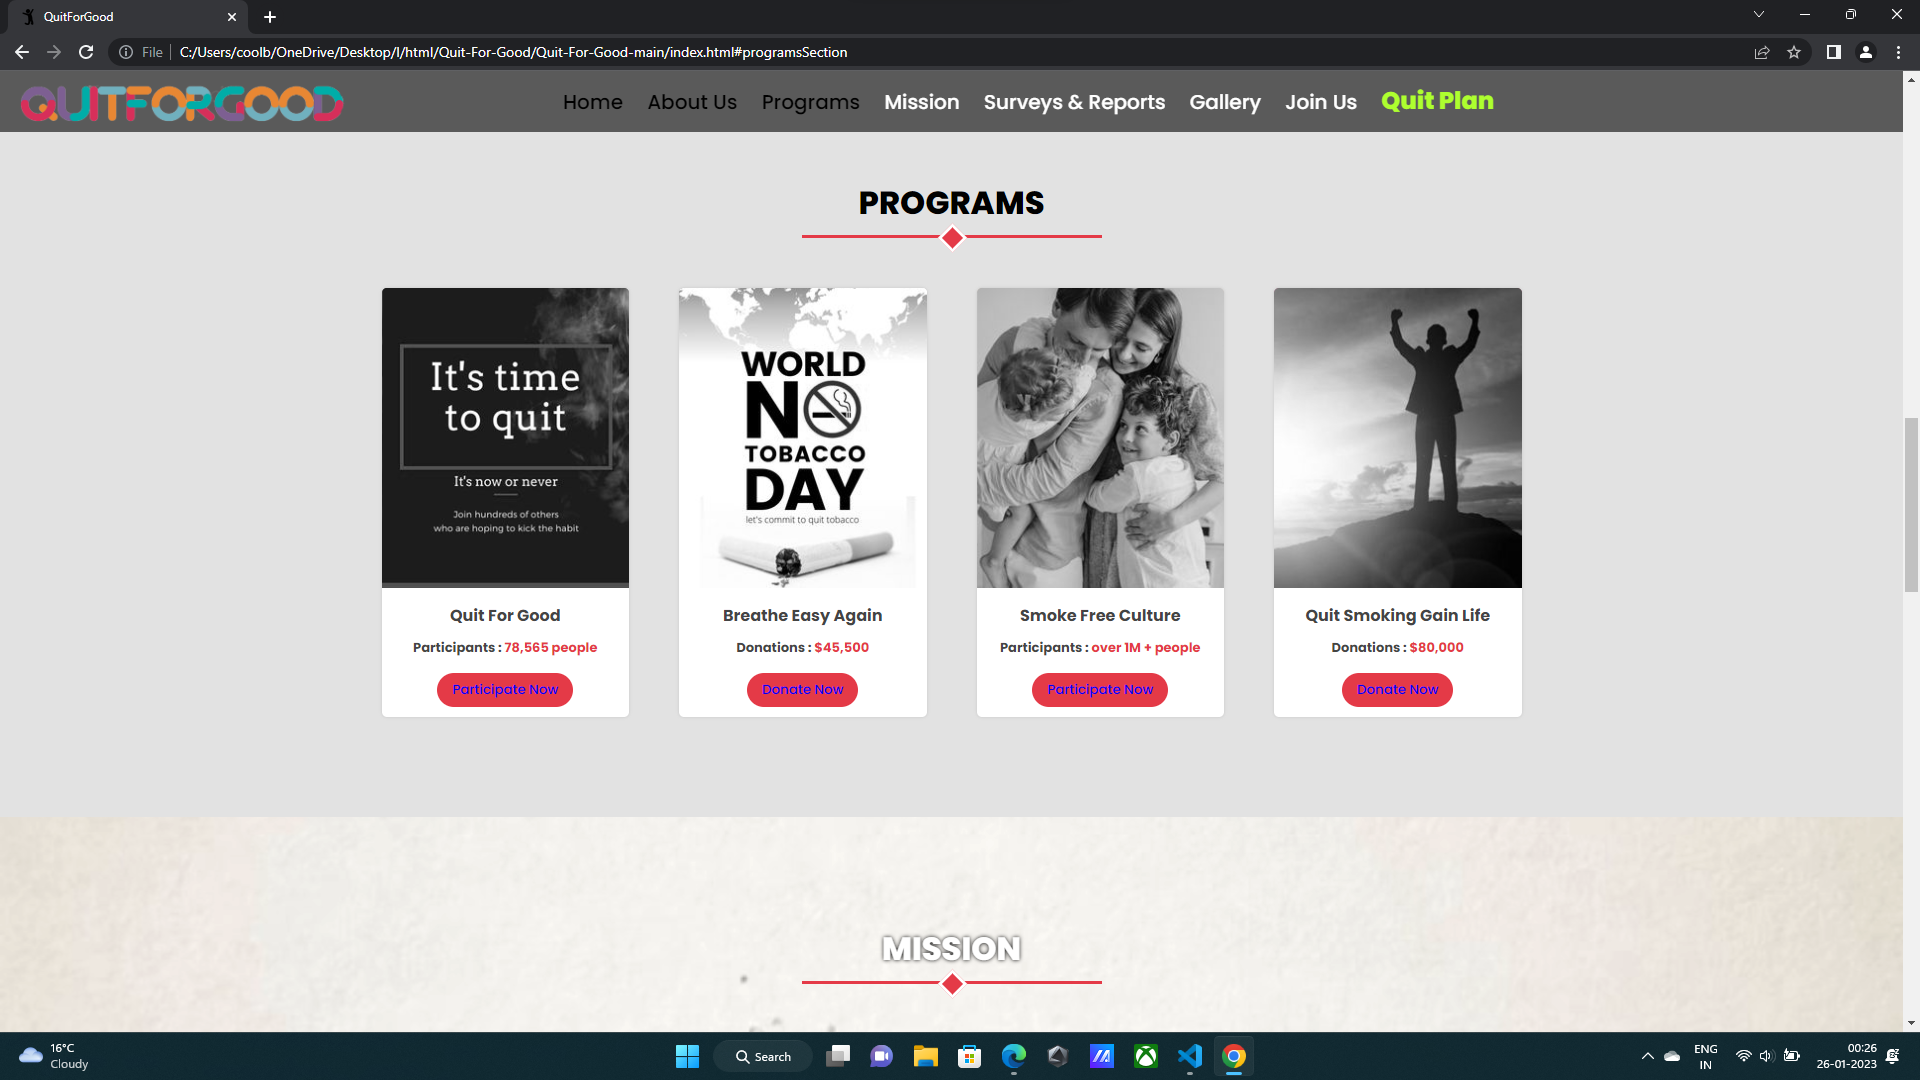 QuitForGood
File C:/Users/coolb/OneDrive/Desktop/I/html/Quit-For-Good/Quit-For-Good-main/index.html#programsSection
QUITFORGOOD
Home About Us Programs Mission Surveys & Reports Gallery Join Us Quit Plan
PROGRAMS
It's time
to quit
It's now or never
Join hundreds of others
who are hoping to kick the habit
WORLD
NO
TOBACCO
DAY
let's commit to quit tobacco
Quit For Good
Participants : 78,565 people
Participate Now
Breathe Easy Again
Donations : $45,500
Donate Now
Smoke Free Culture
Participants : over 1M + people
Participate Now
Quit Smoking Gain Life
Donations : $80,000
Donate Now
MISSION
16°C
Cloudy
Search
ENG
IN
00:26
26-01-2023